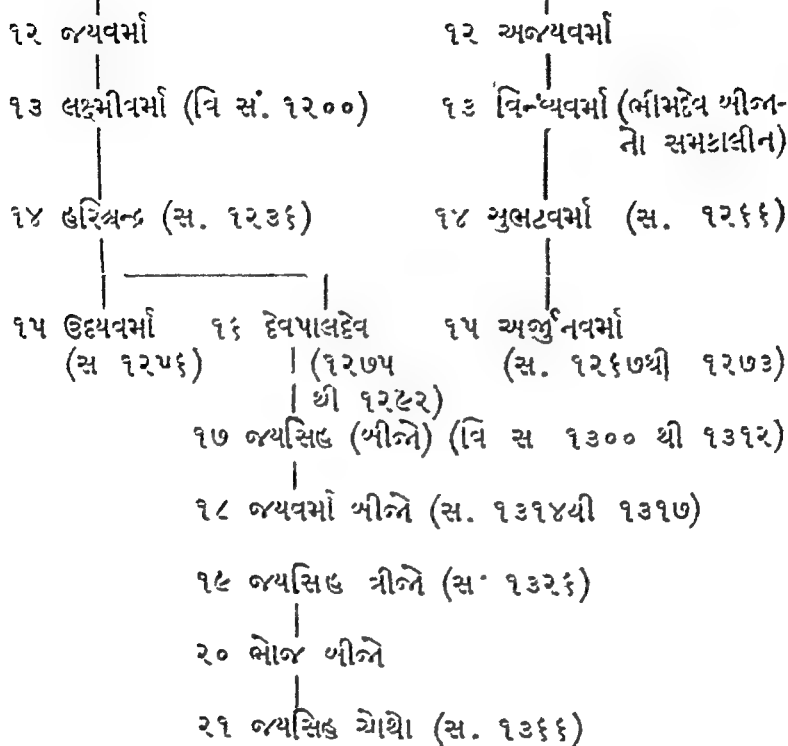 ૧૨ જયવર્મા ૧૨ અજયવર્મા
૧૩ લક્ષ્મીવર્મા (વિ સં. ૧૨૦૦) ૧૩ વિન્ધ્યવર્મા (ભીમદેવ બીજા-
નો સમકાલીન)
૧૪ હરિશ્ચન્દ્ર (સ. ૧૨૩૬) ૧૪ સુભટવર્મા (સ. ૧૨૬૬)
૧૫ ઉદયવર્મા ૧૬ દેવપાલદેવ ૧૫ અર્જુનવર્મા
(સ ૧૨૫૬) (૧૨૭૫ (સ. ૧૨૬૭થી ૧૨૭૩)
થી ૧૨૯૨)
૧૭ જયસિંહ (બીજો) (વિ સ ૧૩૦૦ થી ૧૩૧૨)
૧૮ જયવર્મા બીજો (સ. ૧૩૧૪થી ૧૩૧૭)
૧૯ જયસિંહ ત્રીજો (સ. ૧૩૨૬)
૨૦ ભોજ બીજો
૨૧ જયસિંહ ચોથો (સ. ૧૩૬૬)